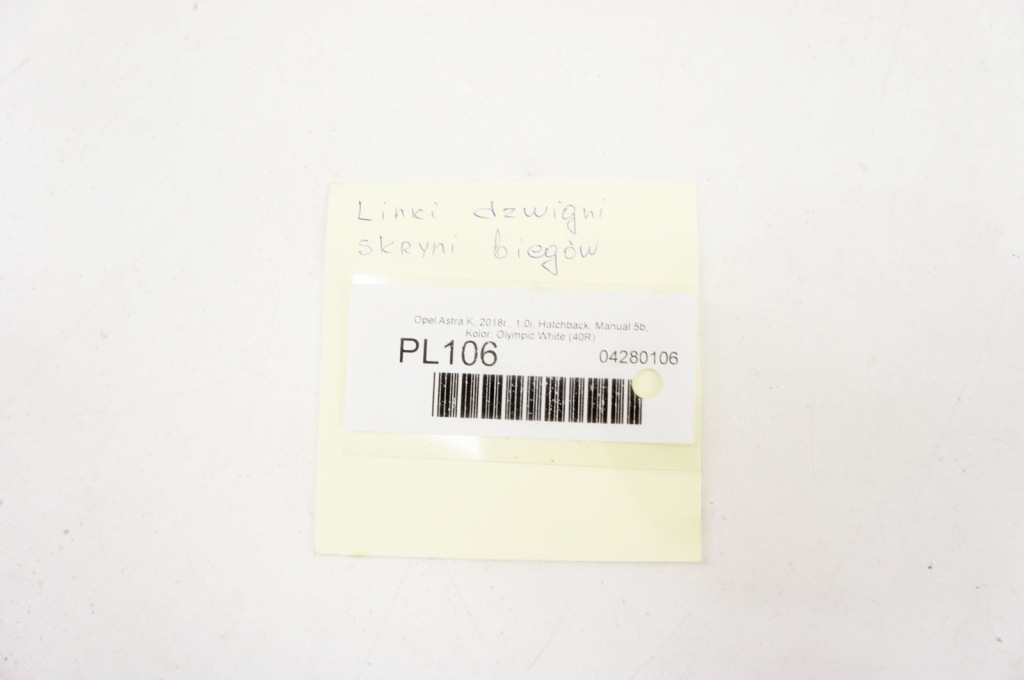 Linki dzwigni
skryni biegów
Opel Astra K, 2018r., 1.0i, Hatchback, Manual 5b,
Kolor: Olympic White (40R)
PL106 04280106